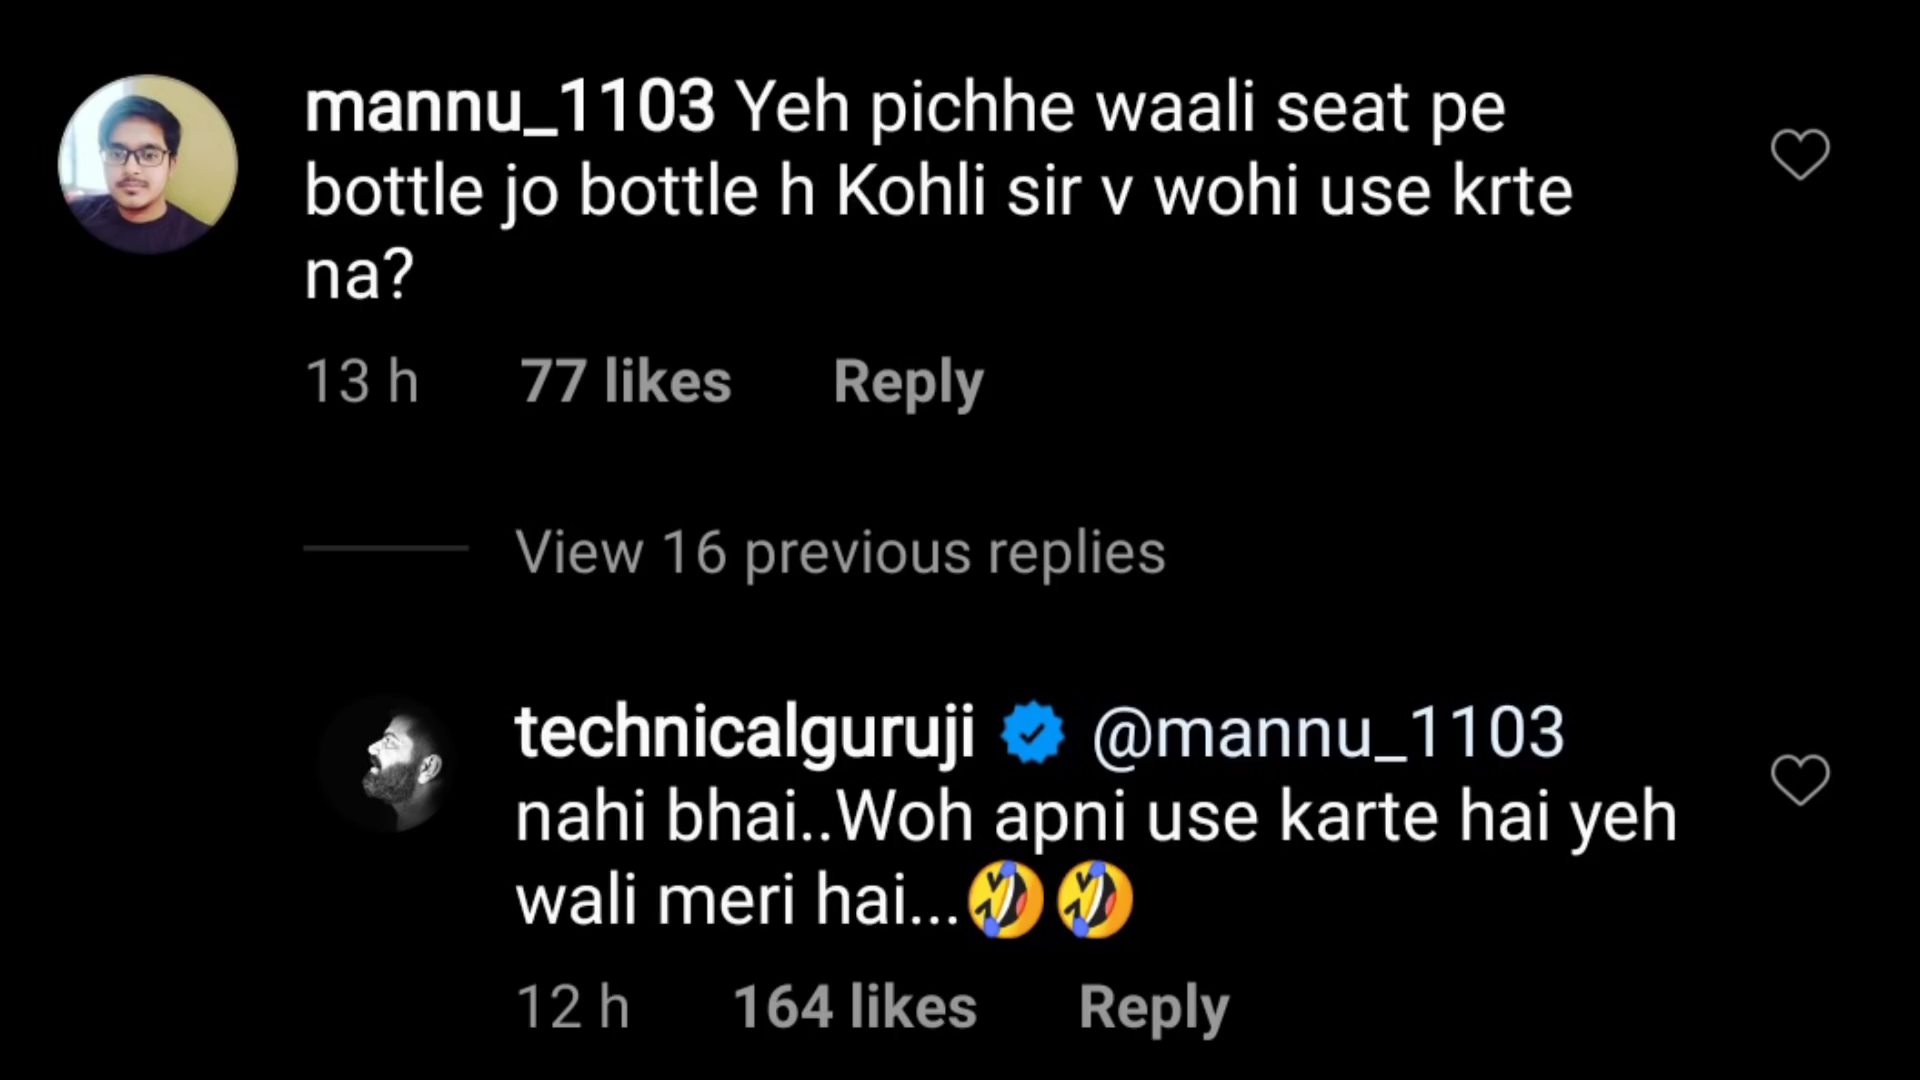 mannu_1103 Yeh pichhe waali seat pe
bottle jo bottle h Kohli sir v wohi use krte
na?
13 h 77 likes Reply
View 16 previous replies
technicalguruji @mannu_1103
nahi bhai..Woh apni use karte hai yeh
wali meri hai...🤣🤣
12 h 164 likes Reply